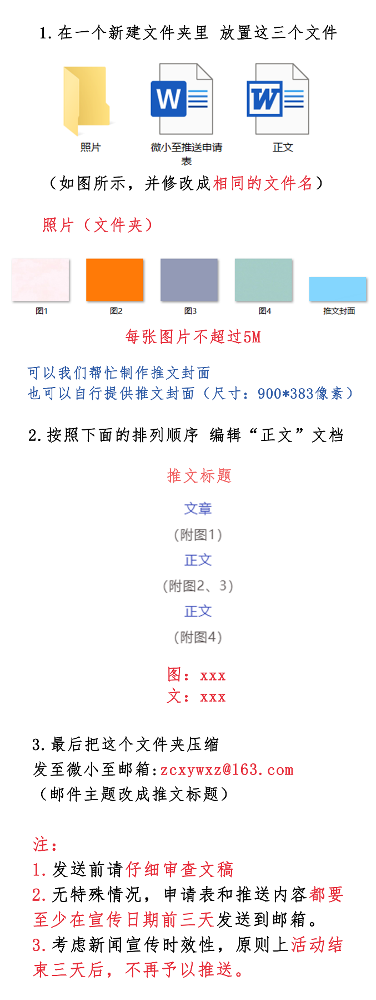 1.在一个新建文件夹里 放置这三个文件
W
W
照片
微小至推送申请
表
正文
（如图所示，并修改成相同的文件名）
照片（文件夹）
图1
图2
图3
图4
推文封面
每张图片不超过5M
可以我们帮忙制作推文封面
也可以自行提供推文封面（尺寸：900*383像素）
2.按照下面的排列顺序 编辑“正文”文档
推文标题
文章
（附图1）
正文
（附图2、3）
正文
（附图4）
图：xxx
文：xxx
3.最后把这个文件夹压缩
发至微小至邮箱:zcxywxz@163.com
（邮件主题改成推文标题）
注：
1.发送前请仔细审查文稿
2.无特殊情况，申请表和推送内容都要
至少在宣传日期前三天发送到邮箱。
3.考虑新闻宣传时效性，原则上活动结
束三天后，不再予以推送。